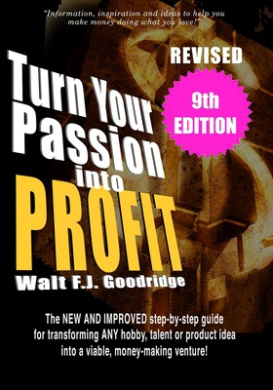 "Information, inspiration and ideas to help you
make money doing what you love!"
REVISED
9th
EDITION
Turn Your
Passion
into
PROFIT
Walt F.J. Goodridge
The NEW AND IMPROVED step-by-step guide
for transforming ANY hobby, talent or product idea
into a viable, money-making venture!